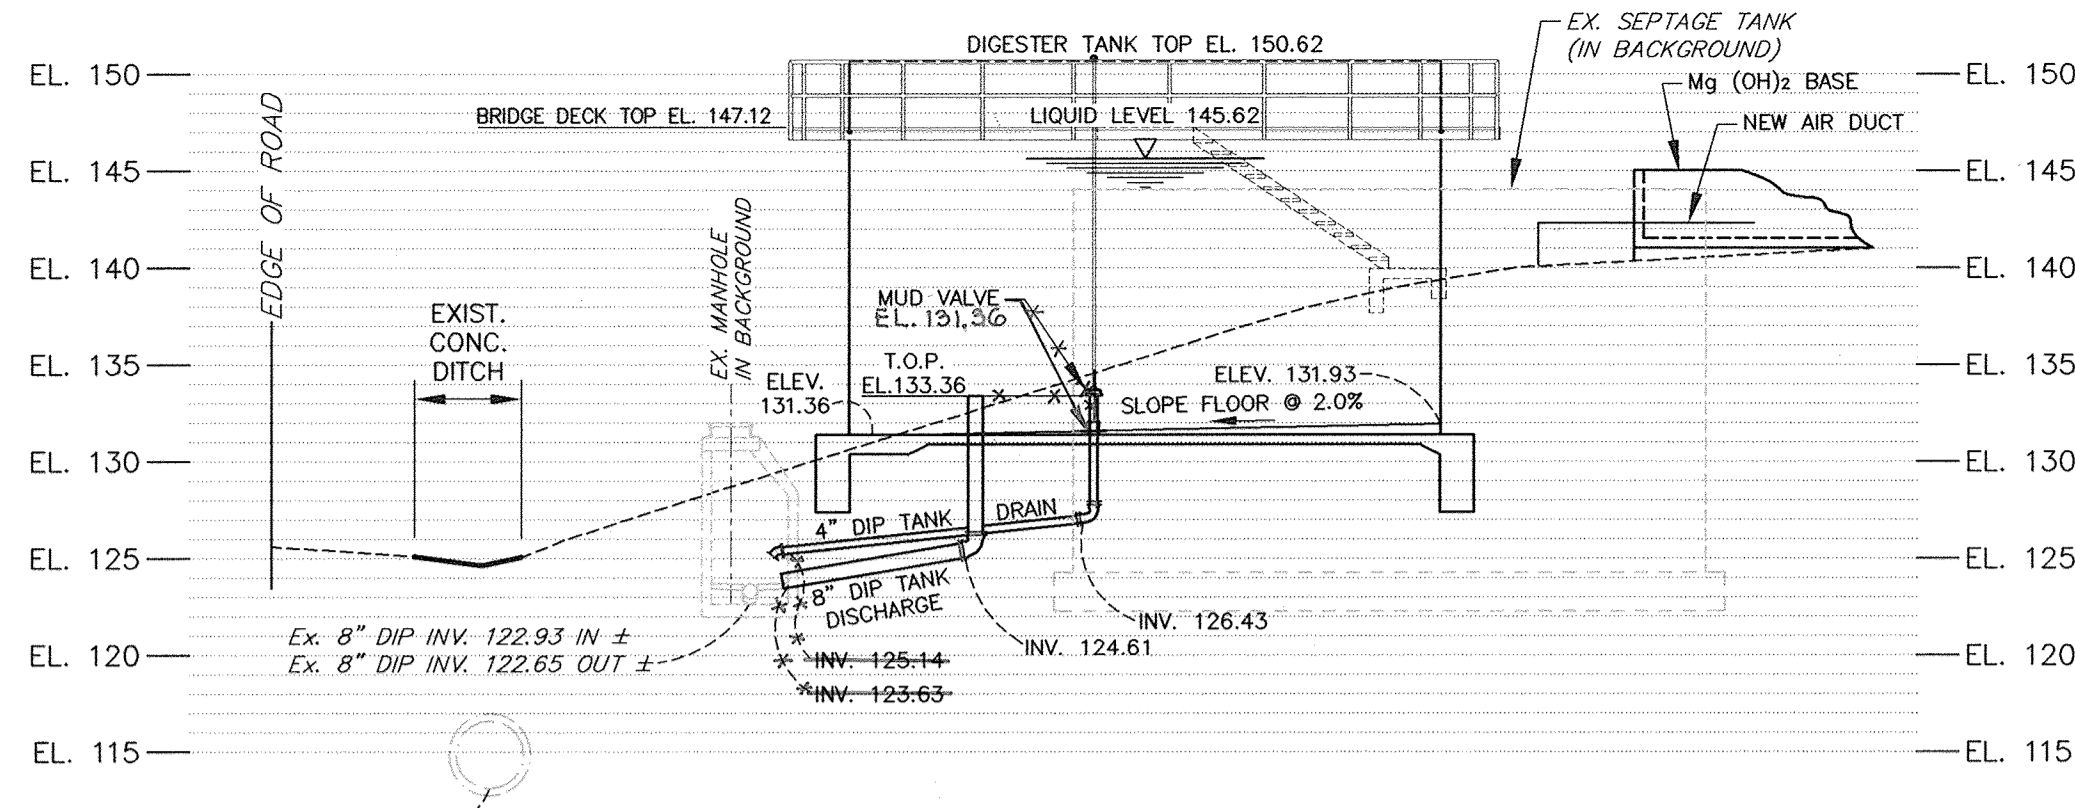 EX. SEPTAGE TANK
(IN BACKGROUND)
DIGESTER TANK TOP EL. 150.62
EL. 150
EL. 150
Mg (OH)2 BASE
BRIDGE DECK TOP EL. 147.12
LIQUID LEVEL 145.62
NEW AIR DUCT
EDGE OF ROAD
EL. 145
EL. 145
EX. MANHOLE
IN BACKGROUND
EL. 140
EL. 140
MUD VALVE
EL. 131.36
EXIST.
CONC.
DITCH
EL. 135
EL. 135
T.O.P.
EL.133.36
ELEV.
131.36
ELEV. 131.93
SLOPE FLOOR @ 2.0%
EL. 130
EL. 130
4" DIP TANK DRAIN
EL. 125
EL. 125
8" DIP TANK
DISCHARGE
INV. 126.43
INV. 124.61
Ex. 8" DIP INV. 122.93 IN ±
Ex. 8" DIP INV. 122.65 OUT ±
EL. 120
EL. 120
INV. 125.14
INV. 123.63
EL. 115
EL. 115